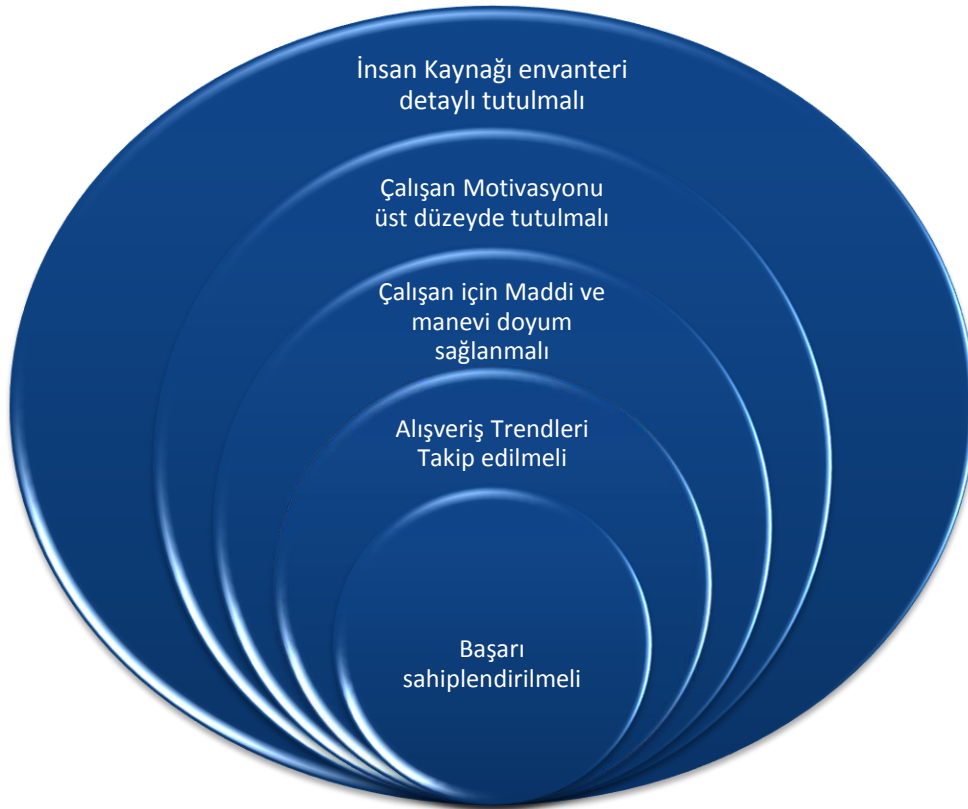 İnsan Kaynağı envanteri
detaylı tutulmalı
Çalışan Motivasyonu
üst düzeyde tutulmalı
Çalışan için Maddi ve
manevi doyum
sağlanmalı
Alışveriş Trendleri
Takip edilmeli
Başarı
sahiplendirilmeli